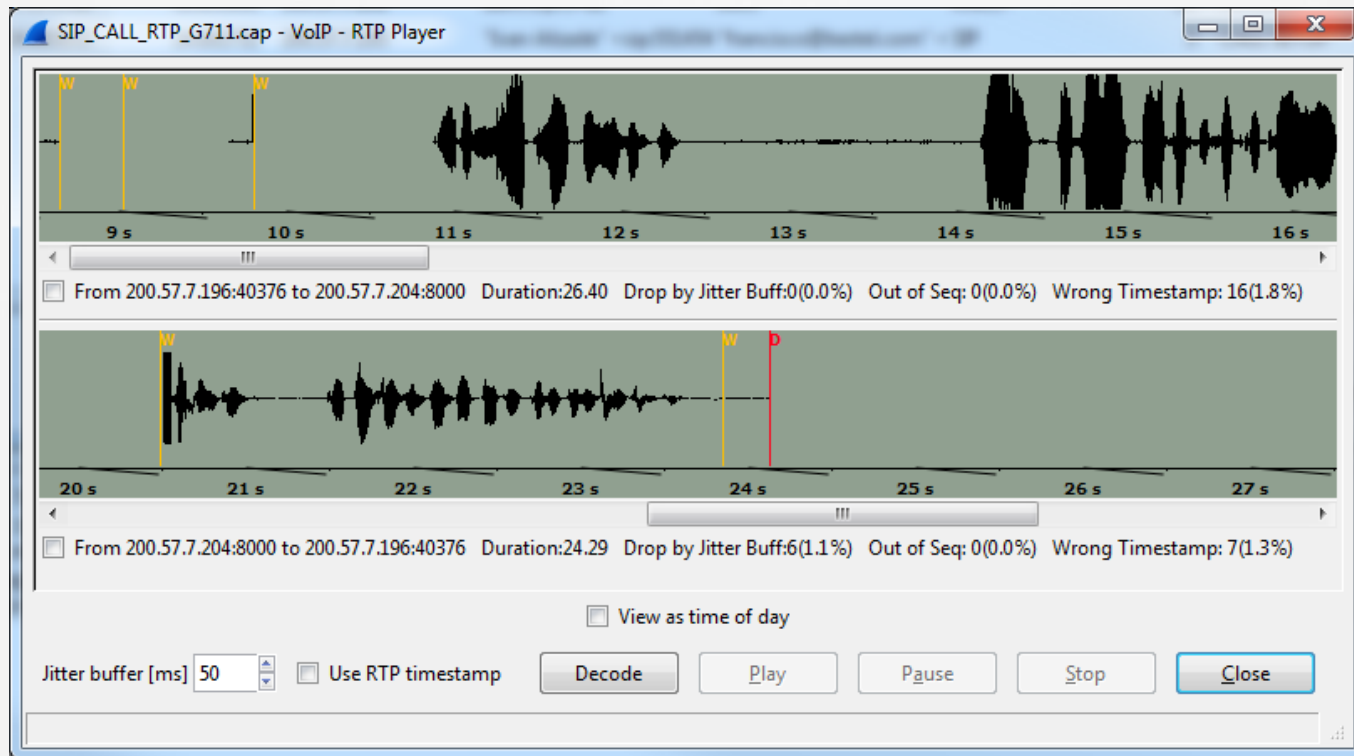 SIP_CALL_RTP_G711.cap - VoIP - RTP Player
W W W
9 s 10 s 11 s 12 s 13 s 14 s 15 s 16 s
From 200.57.7.196:40376 to 200.57.7.204:8000 Duration:26.40 Drop by Jitter Buff:0(0.0%) Out of Seq: 0(0.0%) Wrong Timestamp: 16(1.8%)
W W D
20 s 21 s 22 s 23 s 24 s 25 s 26 s 27 s
From 200.57.7.204:8000 to 200.57.7.196:40376 Duration:24.29 Drop by Jitter Buff:6(1.1%) Out of Seq: 0(0.0%) Wrong Timestamp: 7(1.3%)
View as time of day
Jitter buffer [ms] 50 Use RTP timestamp Decode Play Pause Stop Close